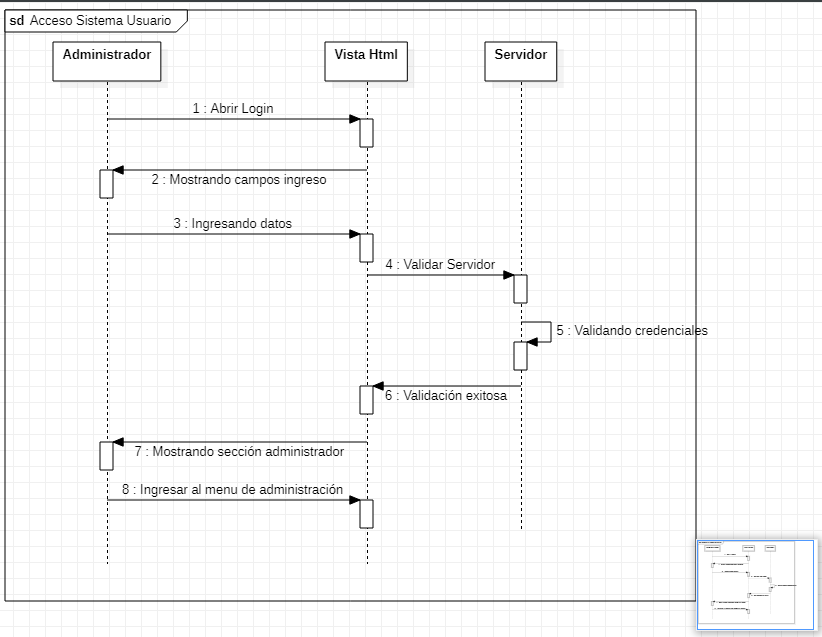 sd Acceso Sistema Usuario
Administrador
Vista Html
Servidor
1 : Abrir Login
2 : Mostrando campos ingreso
3 : Ingresando datos
4 : Validar Servidor
5 : Validando credenciales
6 : Validación exitosa
7 : Mostrando sección administrador
8 : Ingresar al menu de administración